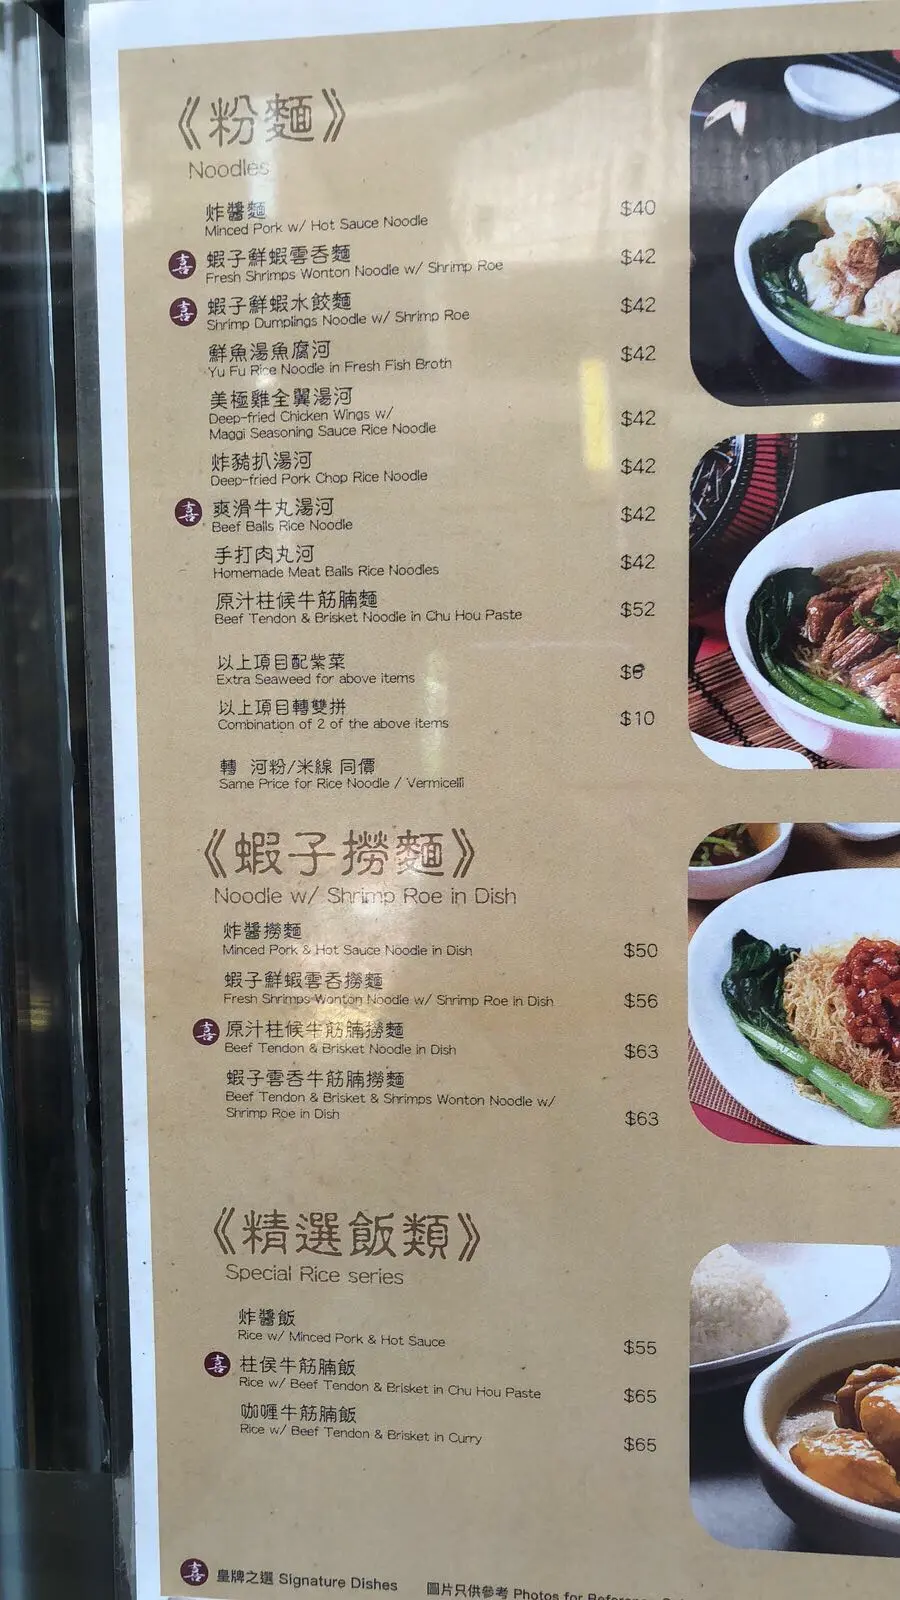 《粉麵》
Noodles
炸醬麵
Minced Pork w/ Hot Sauce Noodle
$40
喜 蝦子鮮蝦雲吞麵
Fresh Shrimps Wonton Noodle w/ Shrimp Roe
$42
喜 蝦子鮮蝦水餃麵
Shrimp Dumplings Noodle w/ Shrimp Roe
$42
鮮魚湯魚腐河
Yu Fu Rice Noodle in Fresh Fish Broth
$42
美極雞全翼湯河
Deep-fried Chicken Wings w/
Maggi Seasoning Sauce Rice Noodle
$42
炸豬扒湯河
Deep-fried Pork Chop Rice Noodle
$42
喜 爽滑牛丸湯河
Beef Balls Rice Noodle
$42
手打肉丸河
Homemade Meat Balls Rice Noodles
$42
原汁柱候牛筋腩麵
Beef Tendon & Brisket Noodle in Chu Hou Paste
$52
以上項目配紫菜
Extra Seaweed for above items
以上項目轉雙拼
Combination of 2 of the above items
$10
轉 河粉/米線 同價
Same Price for Rice Noodle / Vermicelli
《蝦子撈麵》
Noodle w/ Shrimp Roe in Dish
炸醬撈麵
Minced Pork & Hot Sauce Noodle in Dish
$50
蝦子鮮蝦雲吞撈麵
Fresh Shrimps Wonton Noodle w/ Shrimp Roe in Dish
$56
喜 原汁柱候牛筋腩撈麵
Beef Tendon & Brisket Noodle in Dish
$63
蝦子雲吞牛筋腩撈麵
Beef Tendon & Brisket & Shrimps Wonton Noodle w/
Shrimp Roe in Dish
$63
《精選飯類》
Special Rice series
炸醬飯
Rice w/ Minced Pork & Hot Sauce
$55
喜 柱侯牛筋腩飯
Rice w/ Beef Tendon & Brisket in Chu Hou Paste
$65
咖喱牛筋腩飯
Rice w/ Beef Tendon & Brisket in Curry
$65
喜 皇牌之選 Signature Dishes 圖片只供參考 Photos for